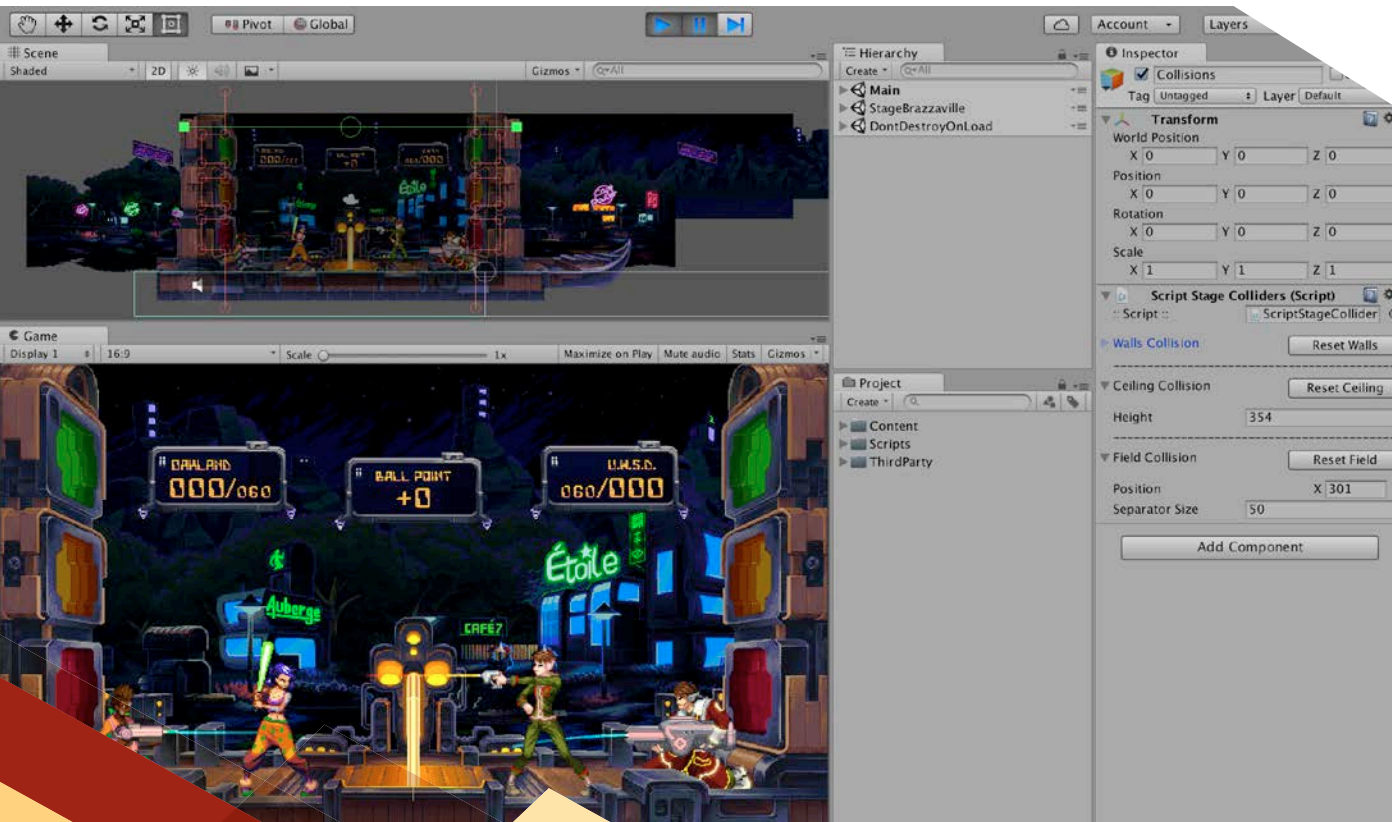 Pivot Global
Account
Layers
Scene
Shaded 2D Gizmos All
DAKLAND
000/060
BALL POINT
+0
U.W.S.D.
060/000
Étoile
Auberge
CAFÉ7
Game
Display 1 16:9 Scale 1x Maximize on Play Mute audio Stats Gizmos
Hierarchy
Create All
Main
StageBrazzaville
DontDestroyOnLoad
Project
Create
Content
Scripts
ThirdParty
Inspector
Collisions
Tag Untagged Layer Default
Transform
World Position
X 0 Y 0 Z 0
Position
X 0 Y 0 Z 0
Rotation
X 0 Y 0 Z 0
Scale
X 1 Y 1 Z 1
Script Stage Colliders (Script)
:: Script :: ScriptStageCollider
Walls Collision Reset Walls
Ceiling Collision Reset Ceiling
Height 354
Field Collision Reset Field
Position X 301
Separator Size 50
Add Component